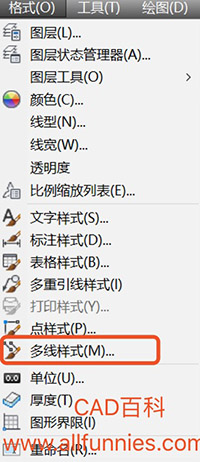 格式(O) 工具(T) 绘图(D)
图层(L)...
图层状态管理器(A)...
图层工具(O)
颜色(C)...
线型(N)...
线宽(W)...
透明度
比例缩放列表(E)...
文字样式(S)...
标注样式(D)...
表格样式(B)...
多重引线样式(I)
打印样式(Y)...
点样式(P)...
多线样式(M)...
单位(U)...
厚度(T)
CAD百科
图形界限(I)
www.allfunnies.com
重命名(R)...